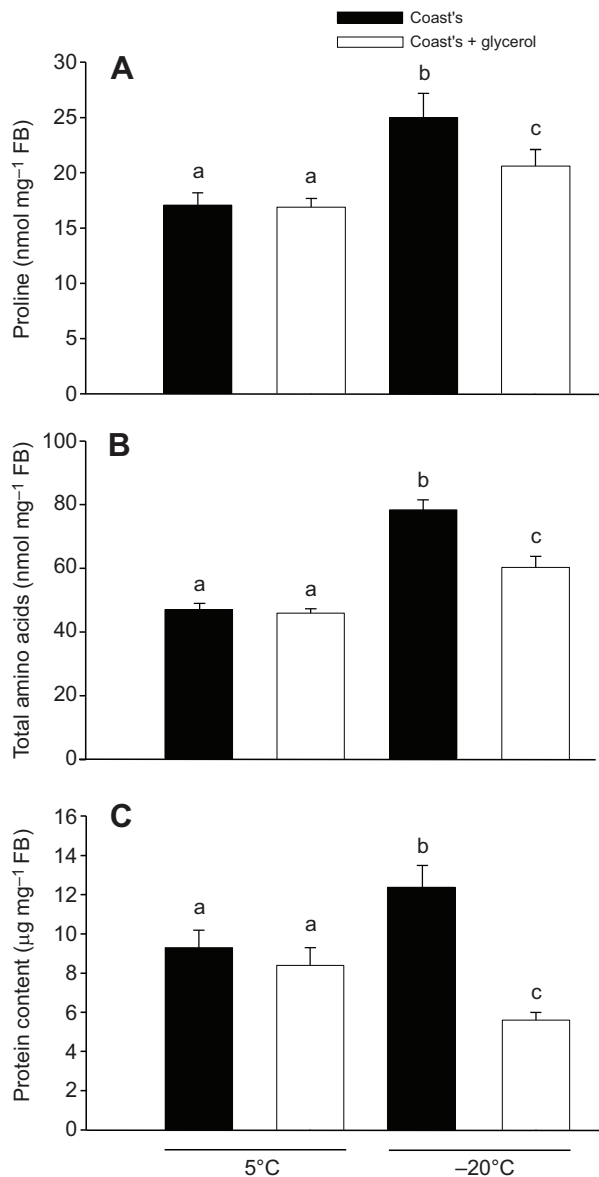 Coast's
Coast's + glycerol
A
Proline (nmol mg–1 FB)
30
25
20
15
10
5
0
a
a
b
c
B
Total amino acids (nmol mg–1 FB)
100
80
60
40
20
0
a
a
b
c
C
Protein content (μg mg–1 FB)
16
14
12
10
8
6
4
2
0
a
a
b
c
5°C
–20°C